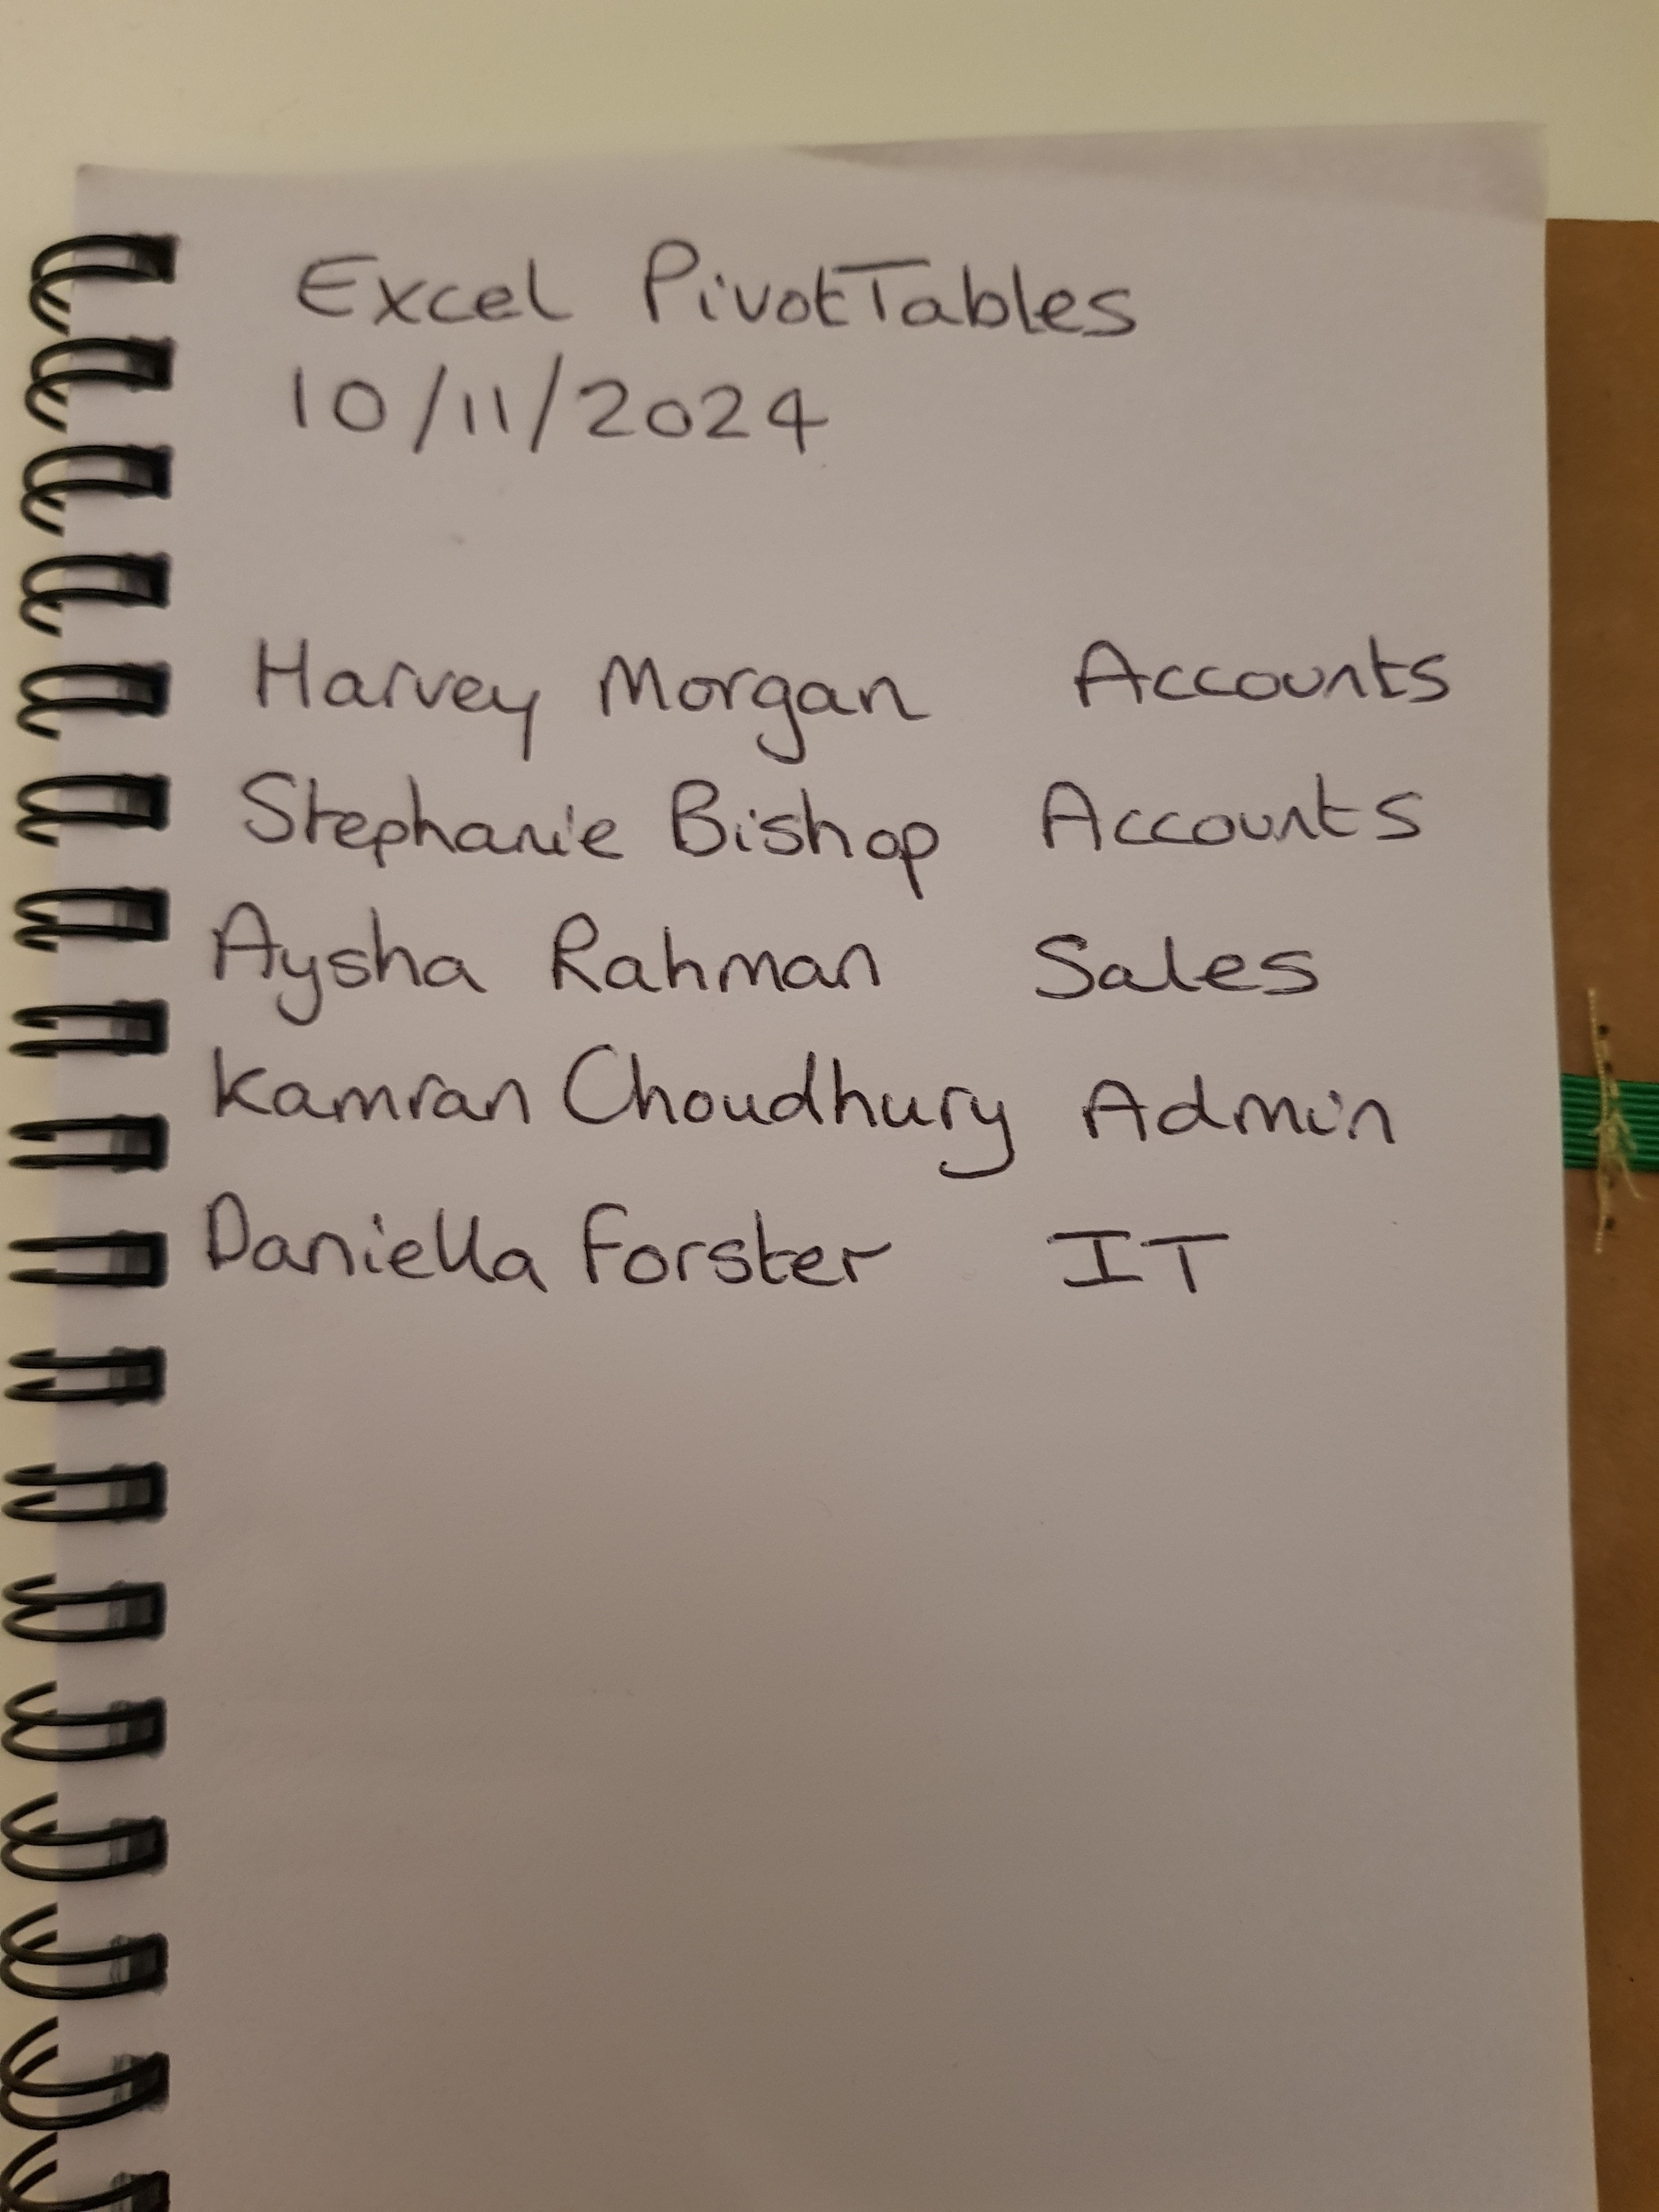 Excel PivotTables
10/11/2024
Harvey Morgan Accounts
Stephanie Bishop Accounts
Aysha Rahman Sales
Kamran Choudhury Admin
Daniella Forster IT